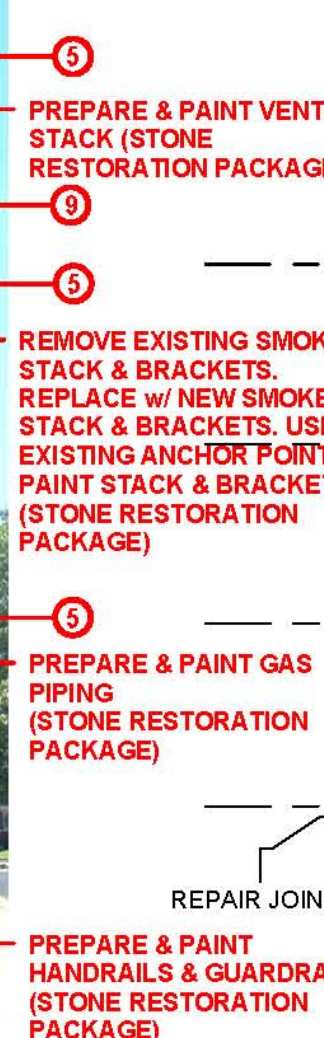 5
PREPARE & PAINT VENT
STACK (STONE
RESTORATION PACKAGE
9
5
REMOVE EXISTING SMOK
STACK & BRACKETS.
REPLACE w/ NEW SMOKE
STACK & BRACKETS. USE
EXISTING ANCHOR POINT
PAINT STACK & BRACKET
(STONE RESTORATION
PACKAGE)
5
PREPARE & PAINT GAS
PIPING
(STONE RESTORATION
PACKAGE)
REPAIR JOIN
PREPARE & PAINT
HANDRAILS & GUARDRA
(STONE RESTORATION
PACKAGE)